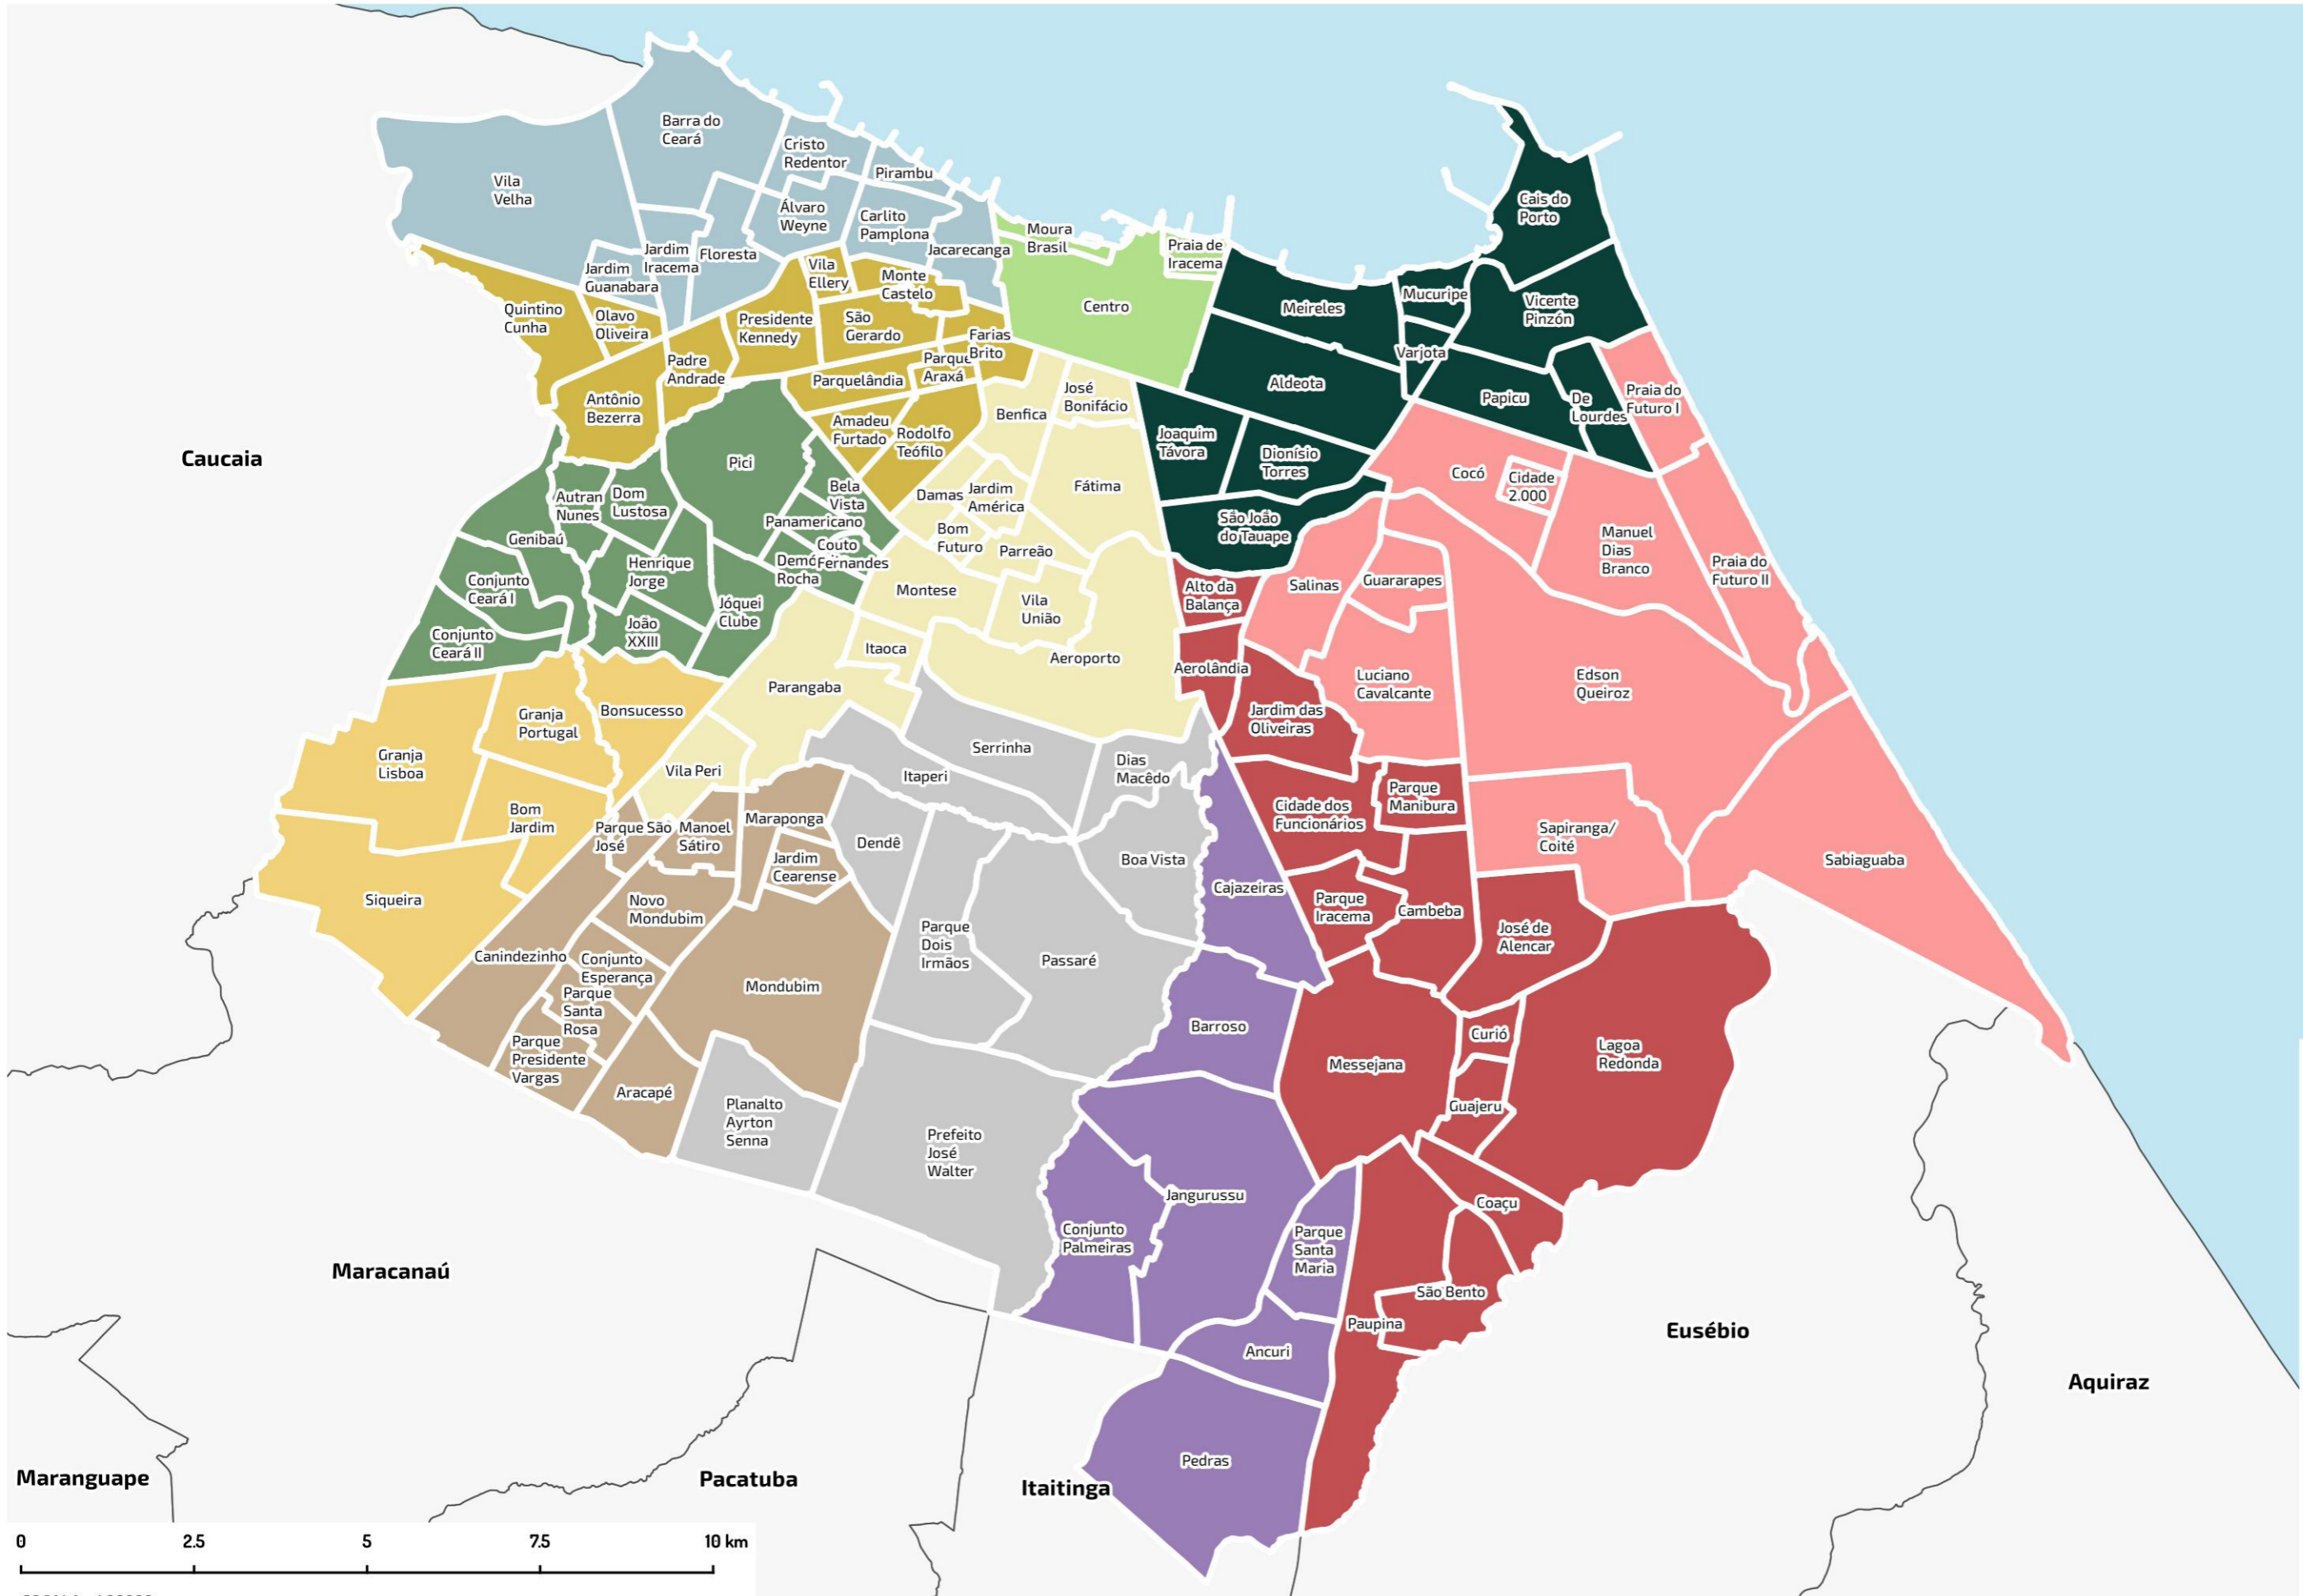 Barra do
Ceará
Cristo
Redentor
Pirambu
Vila
Velha
Álvaro
Weyne
Carlito
Pamplona
Jacarecanga
Jardim
Iracema
Floresta
Jardim
Guanabara
Moura
Brasil
Praia de
Iracema
Centro
Cais do
Porto
Mucuripe
Vicente
Pinzón
Meireles
Varjota
Aldeota
Papicu
De
Lourdes
Praia do
Futuro I
Quintino
Cunha
Olavo
Oliveira
Vila
Ellery
Monte
Castelo
Presidente
Kennedy
São
Gerardo
Farias
Brito
Padre
Andrade
Parque
Araxá
Parquelândia
Antônio
Bezerra
Amadeu
Furtado
Rodolfo
Teófilo
Benfica
José
Bonifácio
Joaquim
Távora
Dionísio
Torres
São João
do Tauape
Cocó
Cidade
2.000
Manuel
Dias
Branco
Praia do
Futuro II
Caucaia
Pici
Bela
Vista
Autran
Nunes
Dom
Lustosa
Panamericano
Genibaú
Couto
Fernandes
Demó
Rocha
Henrique
Jorge
Conjunto
Ceará I
Jóquei
Clube
João
XXIII
Conjunto
Ceará II
Damas
Jardim
América
Fátima
Bom
Futuro
Parreão
Montese
Vila
União
Itaoca
Aeroporto
Parangaba
Vila Peri
Alto da
Balança
Aerolândia
Salinas
Guararapes
Luciano
Cavalcante
Edson
Queiroz
Jardim das
Oliveiras
Granja
Portugal
Bonsucesso
Granja
Lisboa
Bom
Jardim
Siqueira
Serrinha
Itaperi
Dias
Macêdo
Dendê
Boa Vista
Parque
Dois
Irmãos
Passaré
Cidade dos
Funcionários
Parque
Manibura
Sapiranga/
Coité
Sabiaguaba
Parque São
José
Manoel
Sátiro
Maraponga
Jardim
Cearense
Novo
Mondubim
Canindezinho
Conjunto
Esperança
Parque
Santa
Rosa
Parque
Presidente
Vargas
Mondubim
Aracapé
Cajazeiras
Parque
Iracema
Cambeba
José de
Alencar
Barroso
Messejana
Curió
Lagoa
Redonda
Guajeru
Planalto
Ayrton
Senna
Prefeito
José
Walter
Jangurussu
Conjunto
Palmeiras
Parque
Santa
Maria
Coaçu
São Bento
Paupina
Ancuri
Pedras
Maracanaú
Eusébio
Aquiraz
Maranguape
Pacatuba
Itaitinga
0 2.5 5 7.5 10 km